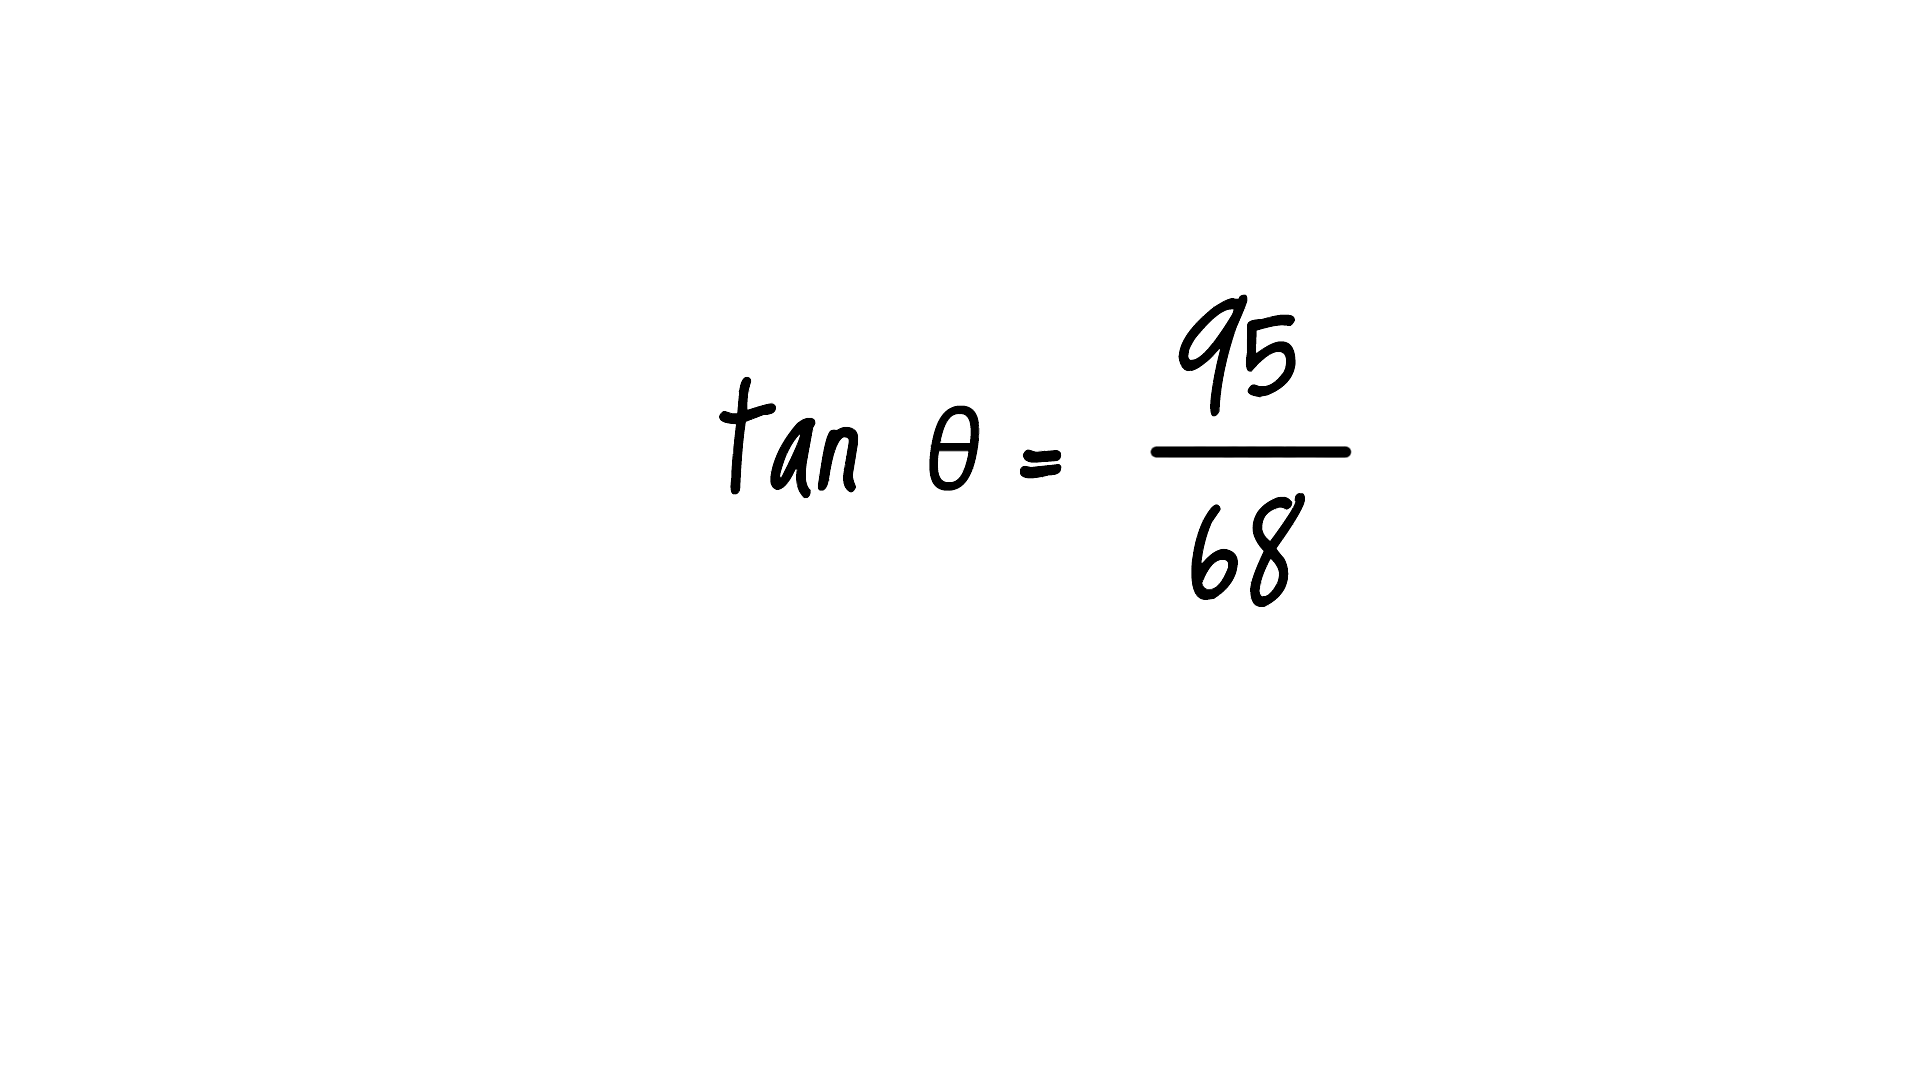 tan θ = 95/68